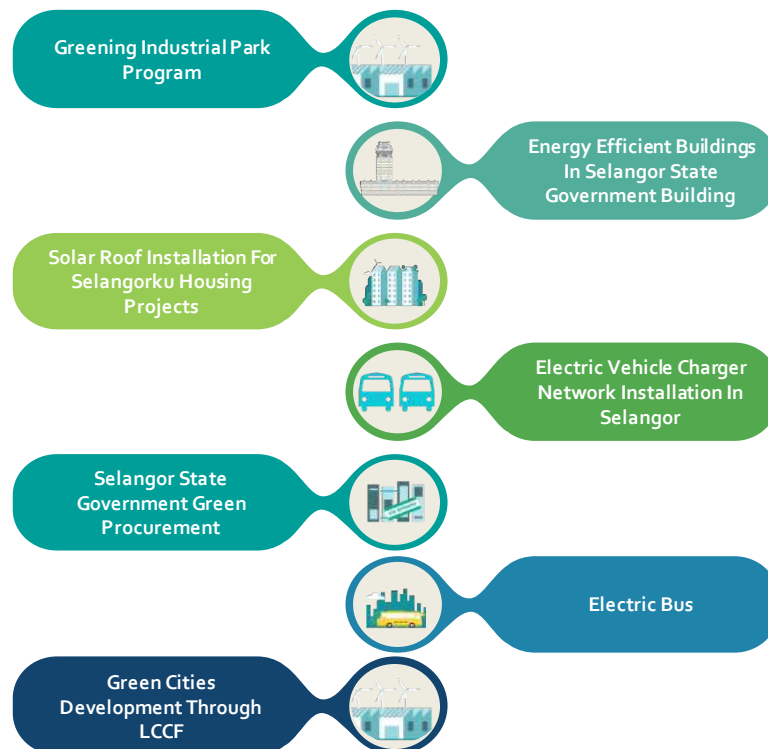 Greening Industrial Park
Program
Energy Efficient Buildings
In Selangor State
Government Building
Solar Roof Installation For
Selangorku Housing
Projects
Electric Vehicle Charger
Network Installation In
Selangor
Selangor State
Government Green
Procurement
Electric Bus
Green Cities
Development Through
LCCF